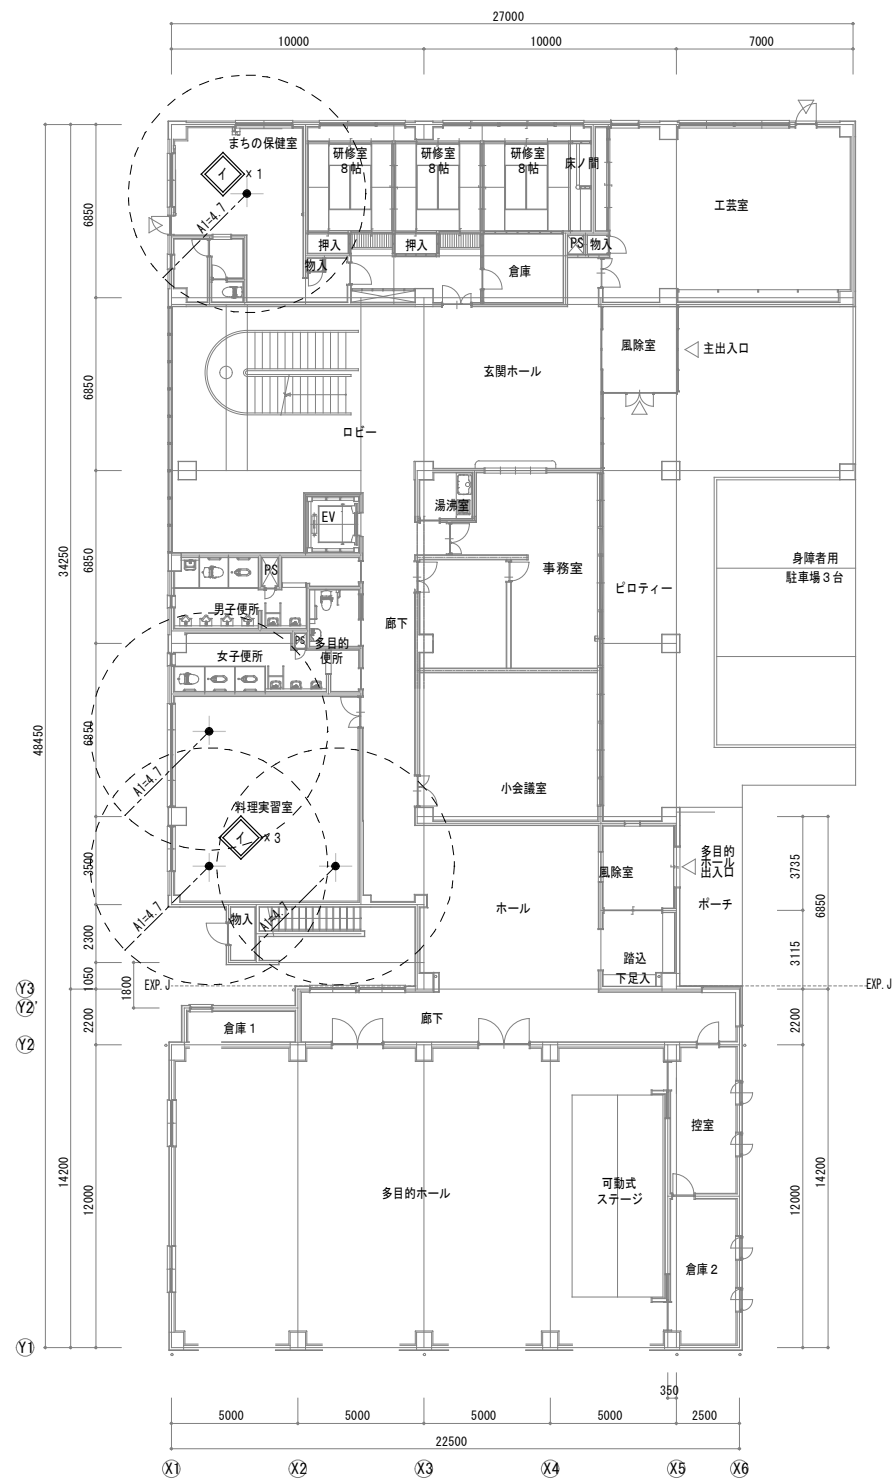 27000
10000
10000
7000
まちの保健室
× 1
A1=4.7
研修室
8帖
研修室
8帖
研修室
8帖
床ノ間
工芸室
6850
押入
押入
PS
物入
物入
倉庫
風除室
主出入口
玄関ホール
6850
6850
ロビー
湯沸室
EV
34250
6850
6850
PS
事務室
身障者用
駐車場3台
ピロティー
男子便所
廊下
PS
多目的
便所
女子便所
48450
6850
6850
A1=4.7
小会議室
料理実習室
イ
× 3
イ
3500
A1=4.7
A1=4.7
風除室
多目的
ホール
出入口
3735
6850
ポーチ
ホール
物入
2300
踏込
下足入
3115
1050
1800
Y3
EXP.J
EXP.J
Y2'
2200
倉庫1
廊下
2200
Y2
控室
14200
12000
多目的ホール
可動式
ステージ
12000
14200
倉庫2
Y1
350
5000
5000
5000
5000
2500
22500
X1
X2
X3
X4
X5
X6